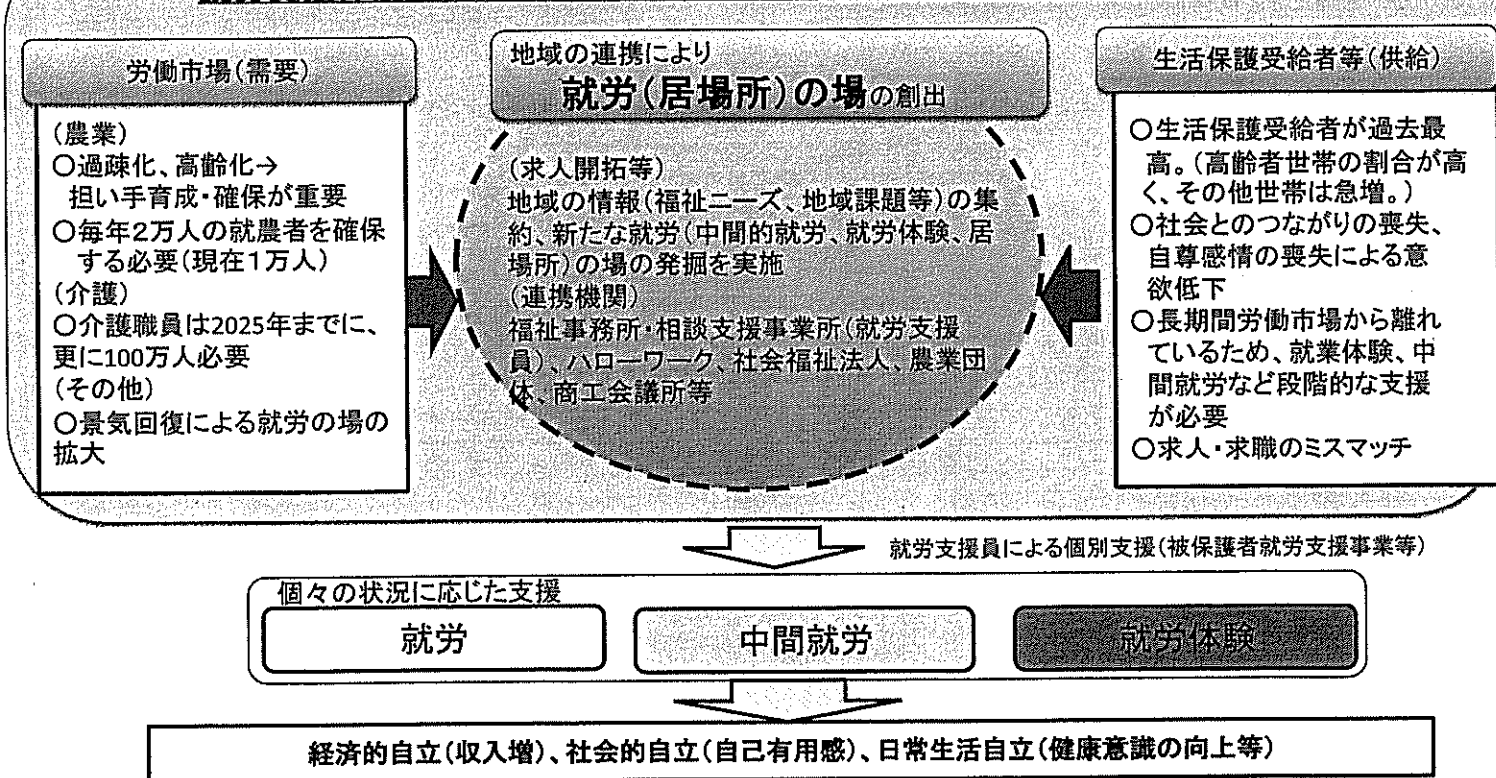 労働市場(需要)
(農業)
○過疎化、高齢化→
担い手育成・確保が重要
○毎年2万人の就農者を確保
する必要(現在1万人)
(介護)
○介護職員は2025年までに、
更に100万人必要
(その他)
○景気回復による就労の場の
拡大
地域の連携により
就労(居場所)の場の創出
(求人開拓等)
地域の情報(福祉ニーズ、地域課題等)の集
約、新たな就労(中間的就労、就労体験、居
場所)の場の発掘を実施
(連携機関)
福祉事務所・相談支援事業所(就労支援
員)、ハローワーク、社会福祉法人、農業団
体、商工会議所等
生活保護受給者等(供給)
○生活保護受給者が過去最
高。(高齢者世帯の割合が高
く、その他世帯は急増。)
○社会とのつながりの喪失、
自尊感情の喪失による意
欲低下
○長期間労働市場から離れ
ているため、就業体験、中
間就労など段階的な支援
が必要
○求人・求職のミスマッチ
就労支援員による個別支援(被保護者就労支援事業等)
個々の状況に応じた支援
就労
中間就労
就労体験
経済的自立(収入増)、社会的自立(自己有用感)、日常生活自立(健康意識の向上等)